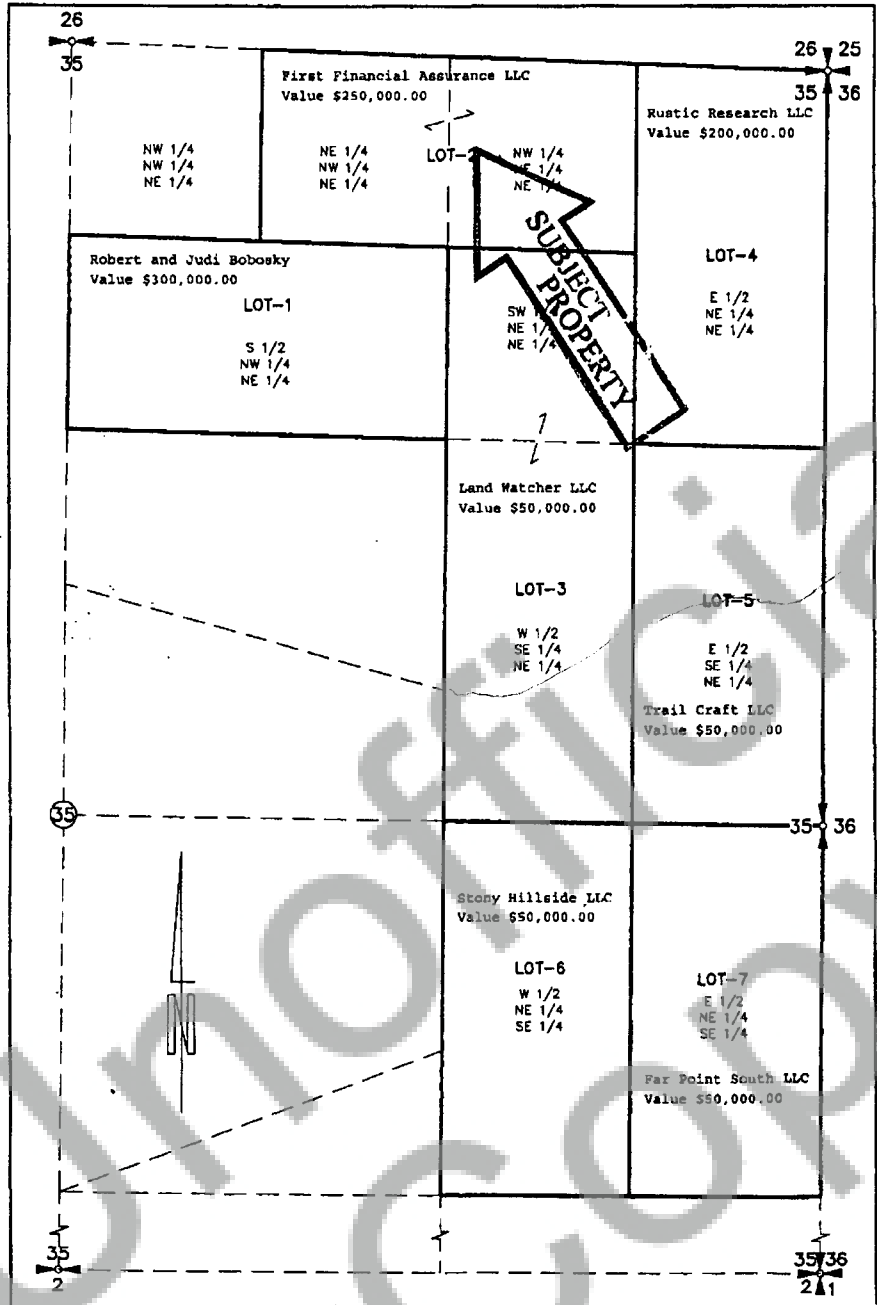 26
35
26 25
35 36
First Financial Assurance LLC
Value $250,000.00
Rustic Research LLC
Value $200,000.00
NW 1/4
NW 1/4
NE 1/4
NE 1/4
NW 1/4
NE 1/4
LOT-2
NW 1/4
NE 1/4
NE 1/4
SUBJECT
PROPERTY
LOT-4
E 1/2
NE 1/4
NE 1/4
Robert and Judi Bobosky
Value $300,000.00
LOT-1
S 1/2
NW 1/4
NE 1/4
SW
NE 1/4
NE 1/4
Land Watcher LLC
Value $50,000.00
LOT-3
W 1/2
SE 1/4
NE 1/4
LOT-5
E 1/2
SE 1/4
NE 1/4
Trail Craft LLC
Value $50,000.00
35
35 36
Stony Hillside LLC
Value $50,000.00
LOT-6
W 1/2
NE 1/4
SE 1/4
LOT-7
E 1/2
NE 1/4
SE 1/4
Far Point South LLC
Value $50,000.00
N
35
2
35 36
2 1